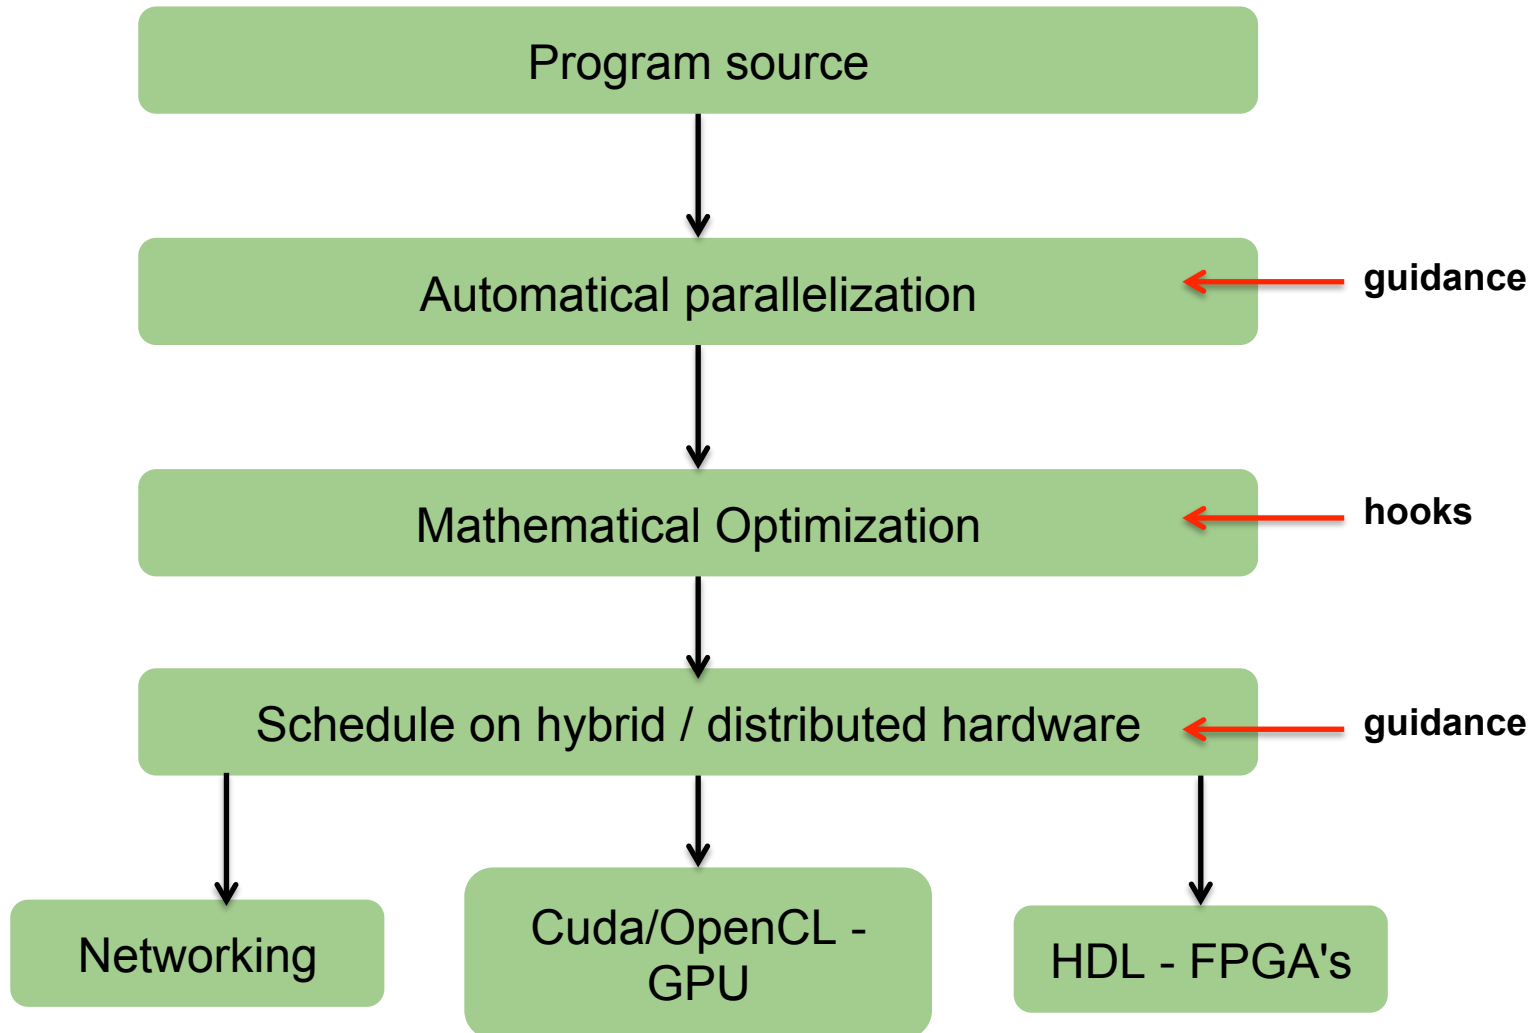 Program source
Automatical parallelization
guidance
Mathematical Optimization
hooks
Schedule on hybrid / distributed hardware
guidance
Networking
Cuda/OpenCL -
GPU
HDL - FPGA's